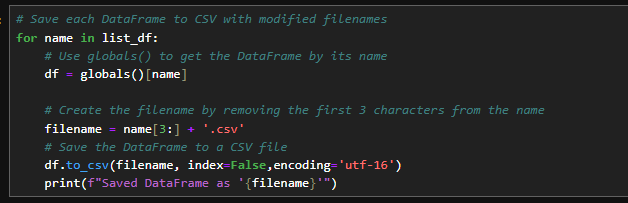 # Save each DataFrame to CSV with modified filenames
for name in list_df:
    # Use globals() to get the DataFrame by its name
    df = globals()[name]

    # Create the filename by removing the first 3 characters from the name
    filename = name[3:] + '.csv'
    # Save the DataFrame to a CSV file
    df.to_csv(filename, index=False,encoding='utf-16')
    print(f"Saved DataFrame as '{filename}'")